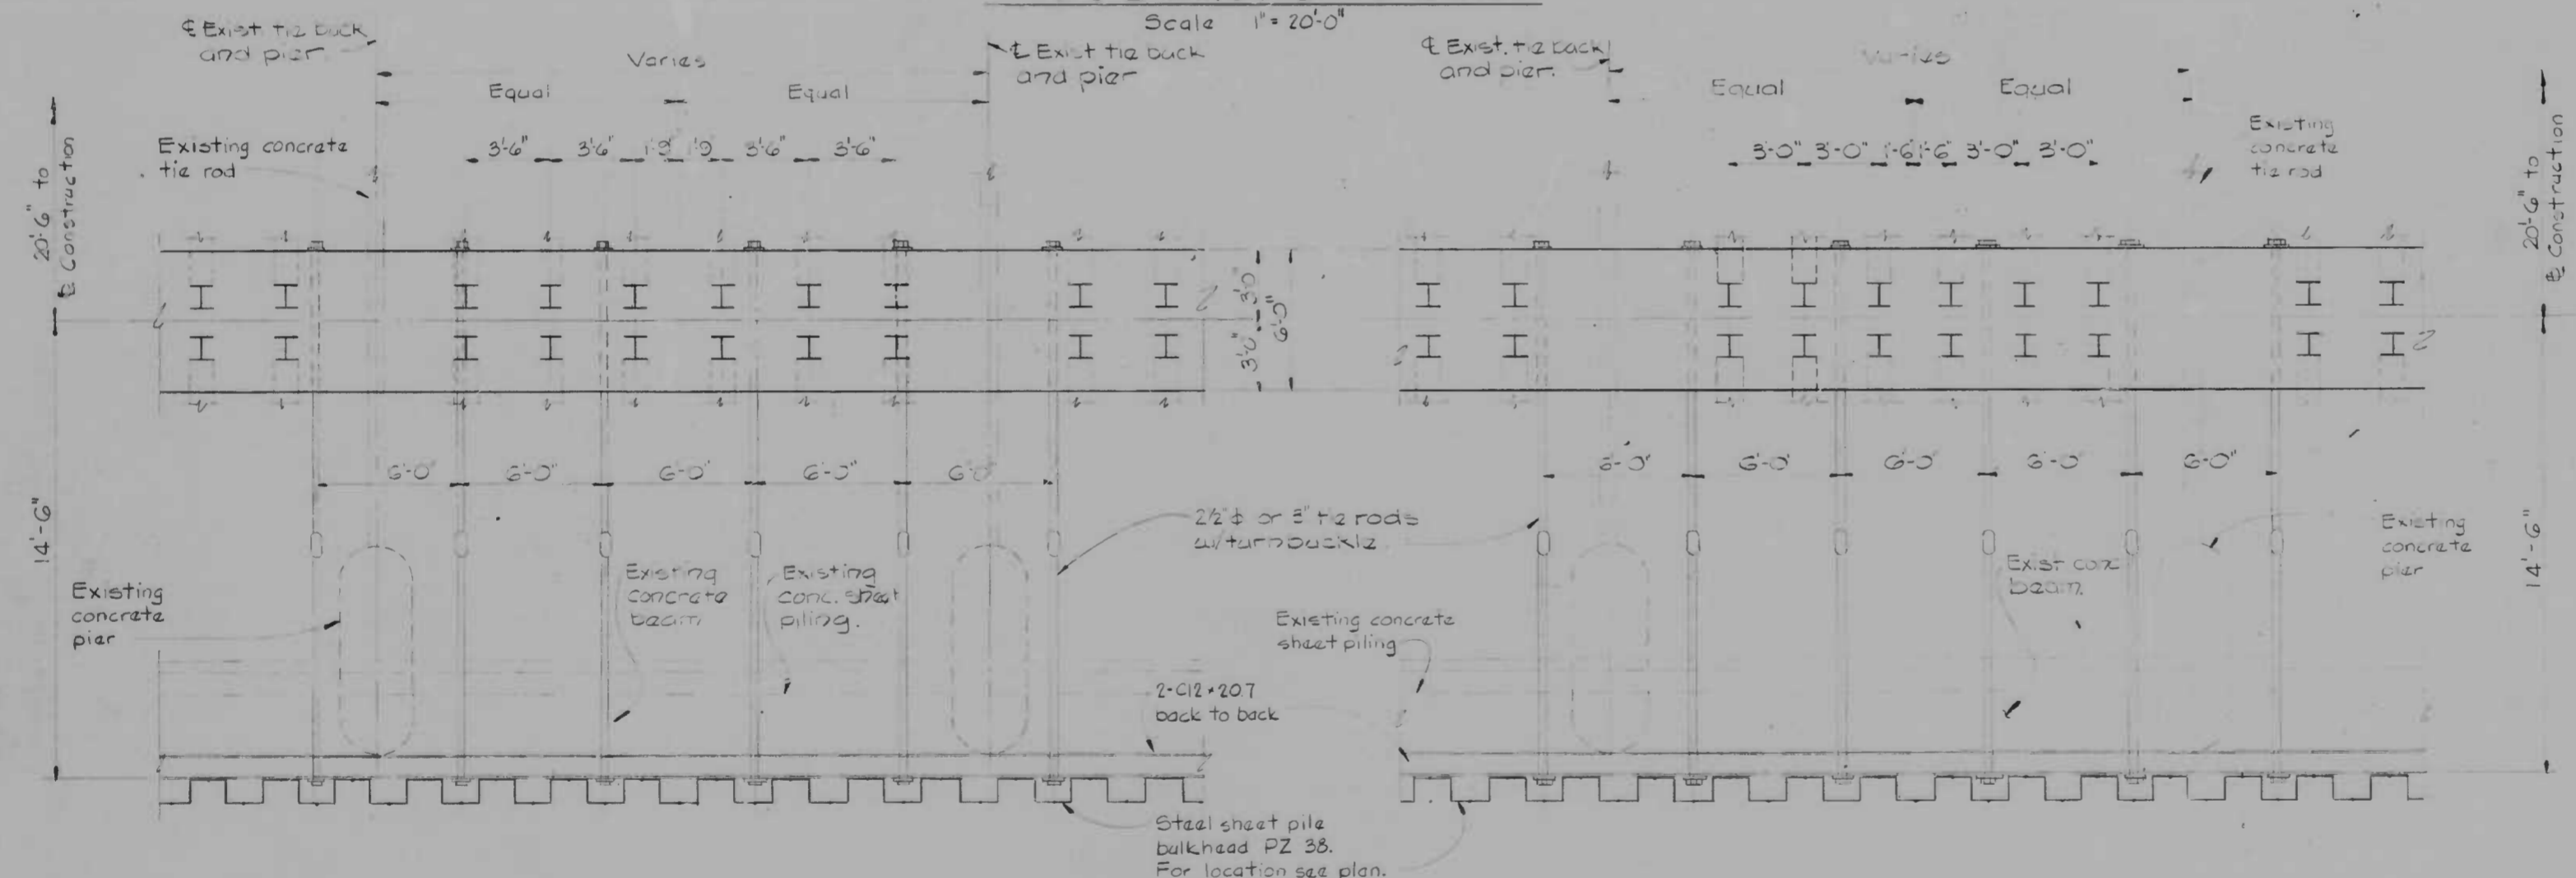 Scale 1" = 20'-0"
℄ Exist tie back
and pier
Varies
Equal
Equal
℄ Exist tie back
and pier
℄ Exist. tie back
and pier.
Varies
Equal
Equal
Existing concrete
tie rod
3'-6" 3'-6" 1'-9 1'-9 3'-6" 3'-6"
3'-0" 3'-0" 1'-6 1'-6 3'-0" 3'-0"
Existing
concrete
tie rod
20'-6" to
℄ Construction
3'-0" 3'-0
6'-0"
20'-6" to
℄ Construction
6'-0" 6'-0" 6'-0" 6'-0" 6'-0"
6'-0" 6'-0" 6'-0" 6'-0" 6'-0"
14'-6"
2½"ϕ or 3" tie rods
w/turnbuckle
14'-6"
Existing
concrete
pier
Existing
concrete
beam
Existing
conc. sheet
piling.
Exist conc
beam.
Existing
concrete
pier
Existing concrete
sheet piling
2-C12×20.7
back to back
Steel sheet pile
bulkhead PZ 38.
For location see plan.